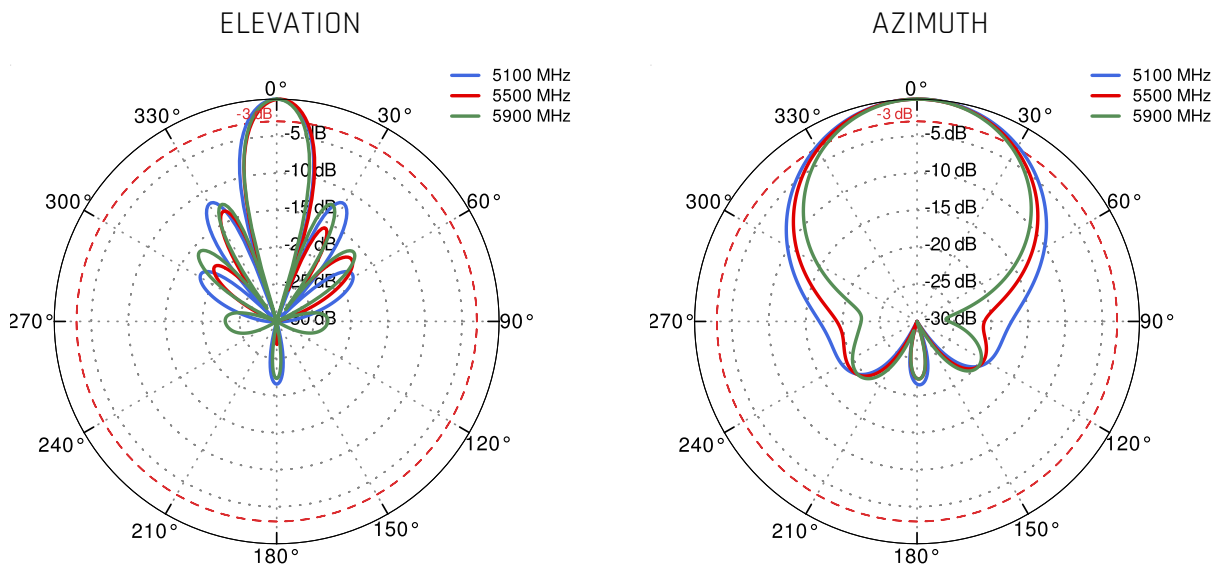 ELEVATION
5100 MHz
5500 MHz
5900 MHz
0°
330°
-3 dB
30°
-5 dB
-10 dB
300°
-15 dB
60°
-20 dB
-25 dB
270°
-30 dB
90°
240°
120°
210°
150°
180°
AZIMUTH
5100 MHz
5500 MHz
5900 MHz
0°
330°
-3 dB
30°
-5 dB
-10 dB
300°
-15 dB
60°
-20 dB
-25 dB
270°
-30 dB
90°
240°
120°
210°
150°
180°